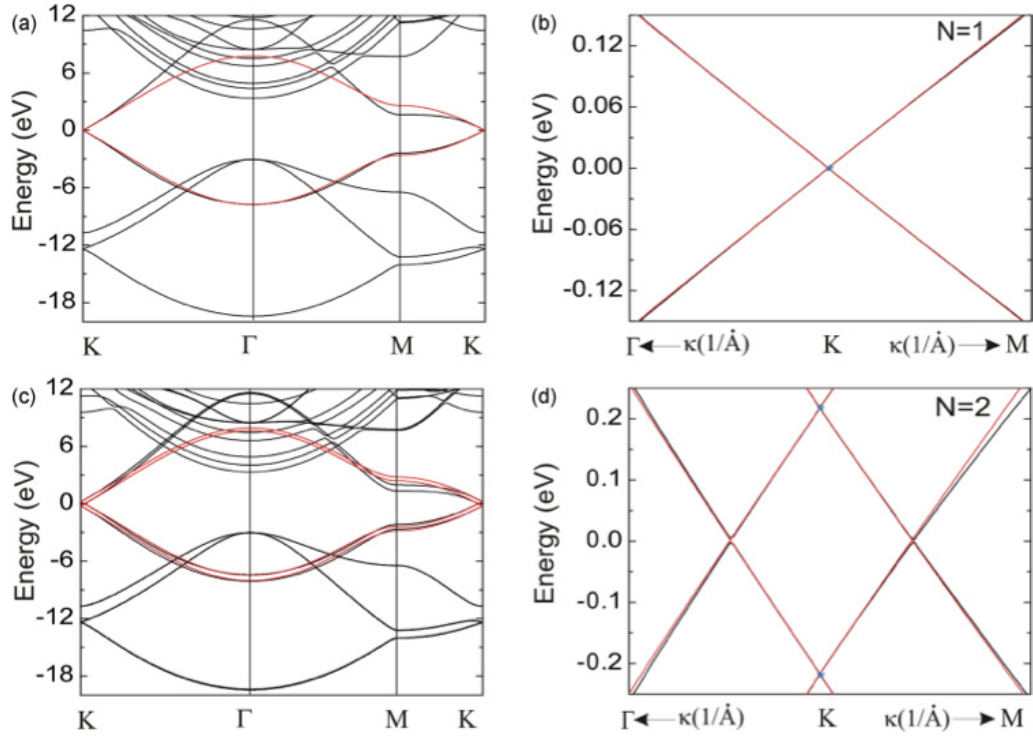 (a)
12
6
0
-6
-12
-18
Energy (eV)
K Γ M K
(b)
N=1
0.12
0.06
0.00
-0.06
-0.12
Energy (eV)
Γ κ(1/Å) K κ(1/Å) M
(c)
12
6
0
-6
-12
-18
Energy (eV)
K Γ M K
(d)
N=2
0.2
0.1
0.0
-0.1
-0.2
Energy (eV)
Γ κ(1/Å) K κ(1/Å) M